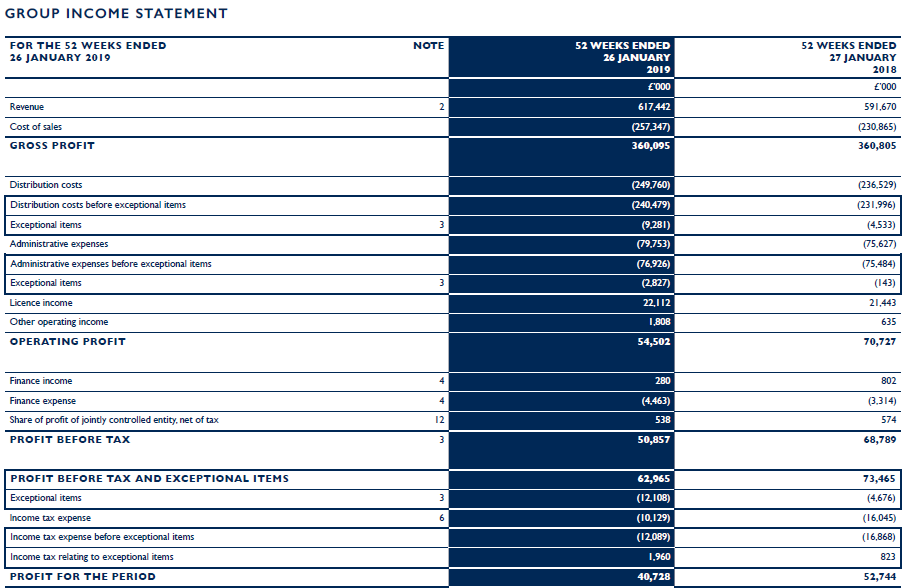 GROUP INCOME STATEMENT
FOR THE 52 WEEKS ENDED 26 JANUARY 2019 NOTE 52 WEEKS ENDED 26 JANUARY 2019 52 WEEKS ENDED 27 JANUARY 2018
£'000 £'000
Revenue 2 617,442 591,670
Cost of sales (257,347) (230,865)
GROSS PROFIT 360,095 360,805
Distribution costs (249,760) (236,529)
Distribution costs before exceptional items (240,479) (231,996)
Exceptional items 3 (9,281) (4,533)
Administrative expenses (79,753) (75,627)
Administrative expenses before exceptional items (76,926) (75,484)
Exceptional items 3 (2,827) (143)
Licence income 22,112 21,443
Other operating income 1,808 635
OPERATING PROFIT 54,502 70,727
Finance income 4 280 802
Finance expense 4 (4,463) (3,314)
Share of profit of jointly controlled entity, net of tax 12 538 574
PROFIT BEFORE TAX 3 50,857 68,789
PROFIT BEFORE TAX AND EXCEPTIONAL ITEMS 62,965 73,465
Exceptional items 3 (12,108) (4,676)
Income tax expense 6 (10,129) (16,045)
Income tax expense before exceptional items (12,089) (16,868)
Income tax relating to exceptional items 1,960 823
PROFIT FOR THE PERIOD 40,728 52,744